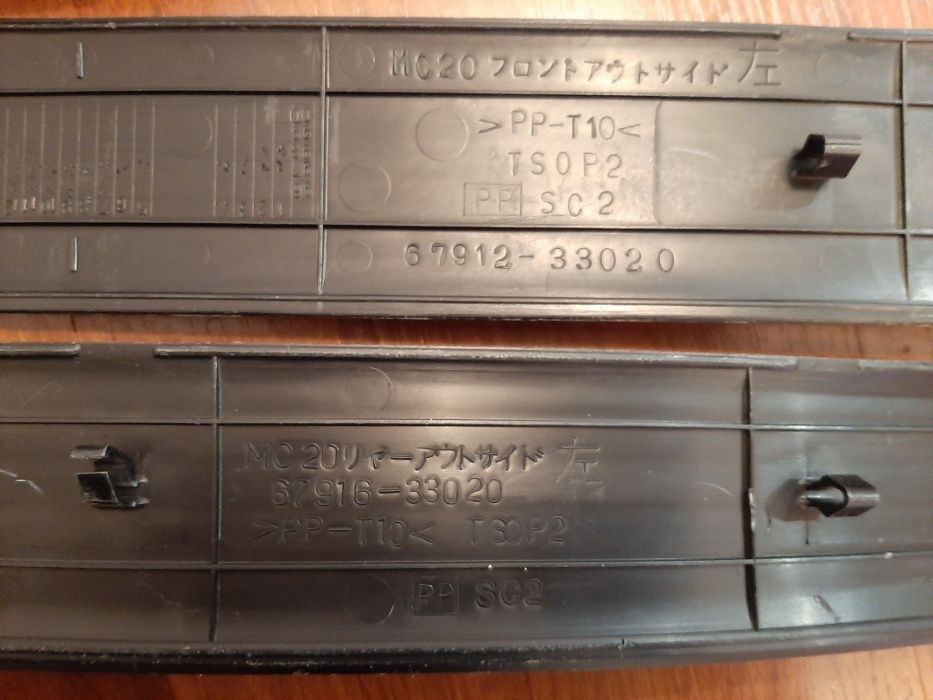 MC20 フロントアウトサイド 左
>PP-T10<
TSOP2
PP SC2
67912-33020
MC20リヤーアウトサイド 左
67916-33020
>PP-T10< TSOP2
PP SC2